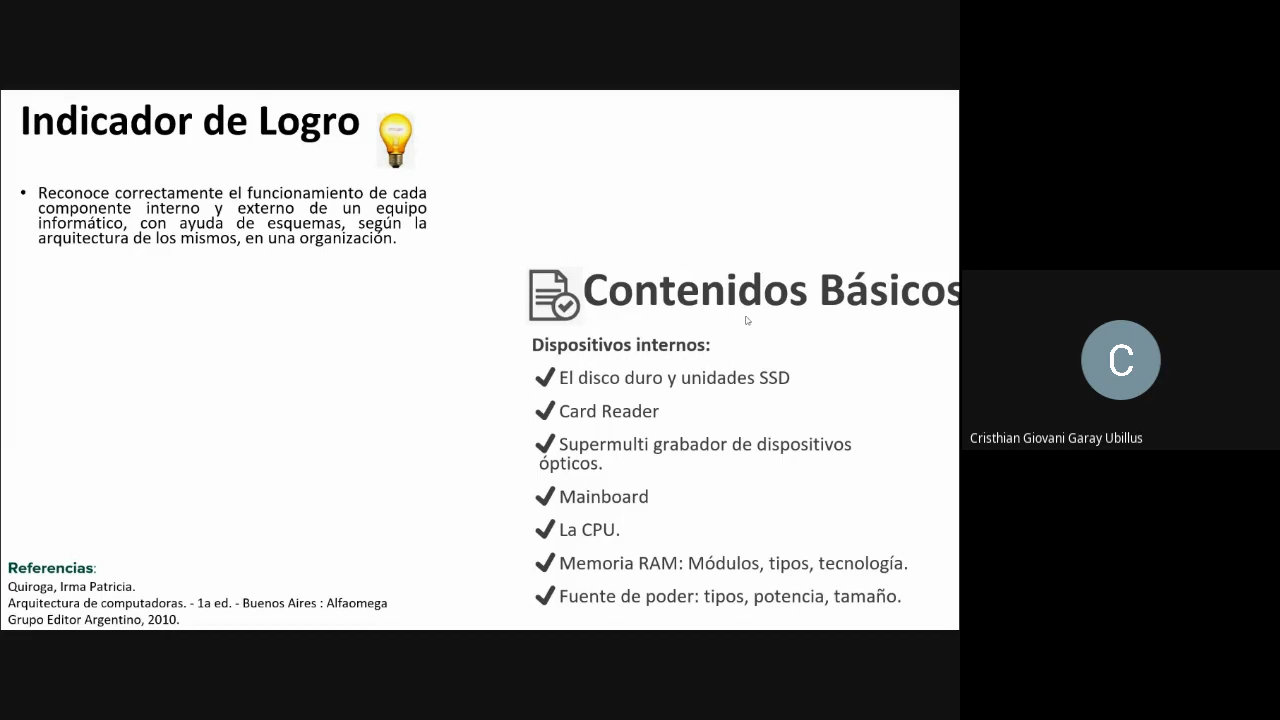 Indicador de Logro
• Reconoce correctamente el funcionamiento de cada
componente interno y externo de un equipo
informático, con ayuda de esquemas, según la
arquitectura de los mismos, en una organización.
Contenidos Básicos
Dispositivos internos:
✔ El disco duro y unidades SSD
✔ Card Reader
✔ Supermulti grabador de dispositivos
ópticos.
✔ Mainboard
✔ La CPU.
✔ Memoria RAM: Módulos, tipos, tecnología.
✔ Fuente de poder: tipos, potencia, tamaño.
Referencias:
Quiroga, Irma Patricia.
Arquitectura de computadoras. - 1a ed. - Buenos Aires : Alfaomega
Grupo Editor Argentino, 2010.
C
Cristhian Giovani Garay Ubillus